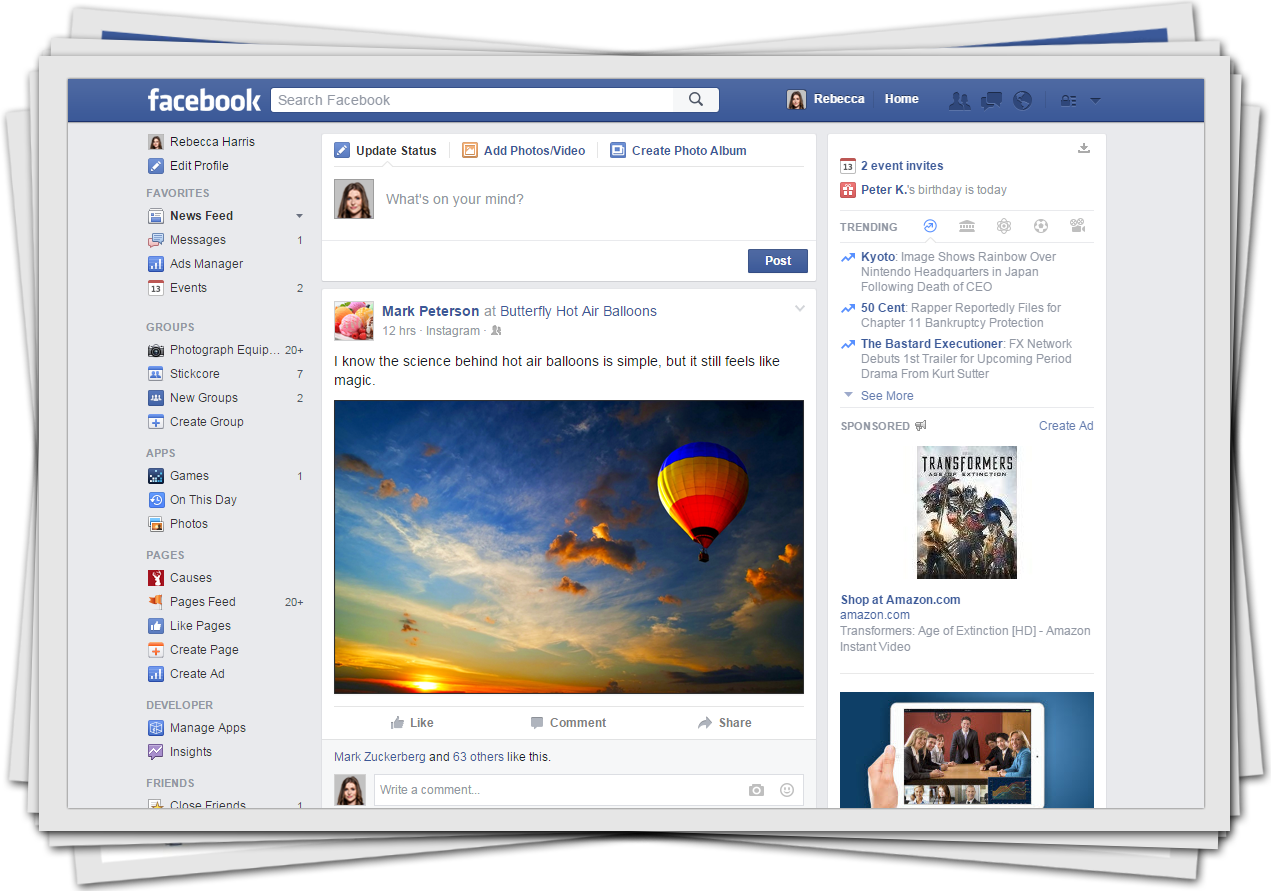 facebook
Search Facebook
Rebecca
Home
Rebecca Harris
Edit Profile
FAVORITES
News Feed
Messages 1
Ads Manager
13 Events 2
GROUPS
Photograph Equip... 20+
Stickcore 7
New Groups 2
Create Group
APPS
Games 1
On This Day
Photos
PAGES
Causes
Pages Feed 20+
Like Pages
Create Page
Create Ad
DEVELOPER
Manage Apps
Insights
FRIENDS
Close Friends 1
Update Status
Add Photos/Video
Create Photo Album
What's on your mind?
Post
Mark Peterson at Butterfly Hot Air Balloons
12 hrs · Instagram ·
I know the science behind hot air balloons is simple, but it still feels like
magic.
Like
Comment
Share
Mark Zuckerberg and 63 others like this.
Write a comment...
13 2 event invites
Peter K.'s birthday is today
TRENDING
Kyoto: Image Shows Rainbow Over
Nintendo Headquarters in Japan
Following Death of CEO
50 Cent: Rapper Reportedly Files for
Chapter 11 Bankruptcy Protection
The Bastard Executioner: FX Network
Debuts 1st Trailer for Upcoming Period
Drama From Kurt Sutter
See More
SPONSORED
Create Ad
TRANSFORMERS
AGE OF EXTINCTION
Shop at Amazon.com
amazon.com
Transformers: Age of Extinction [HD] - Amazon
Instant Video